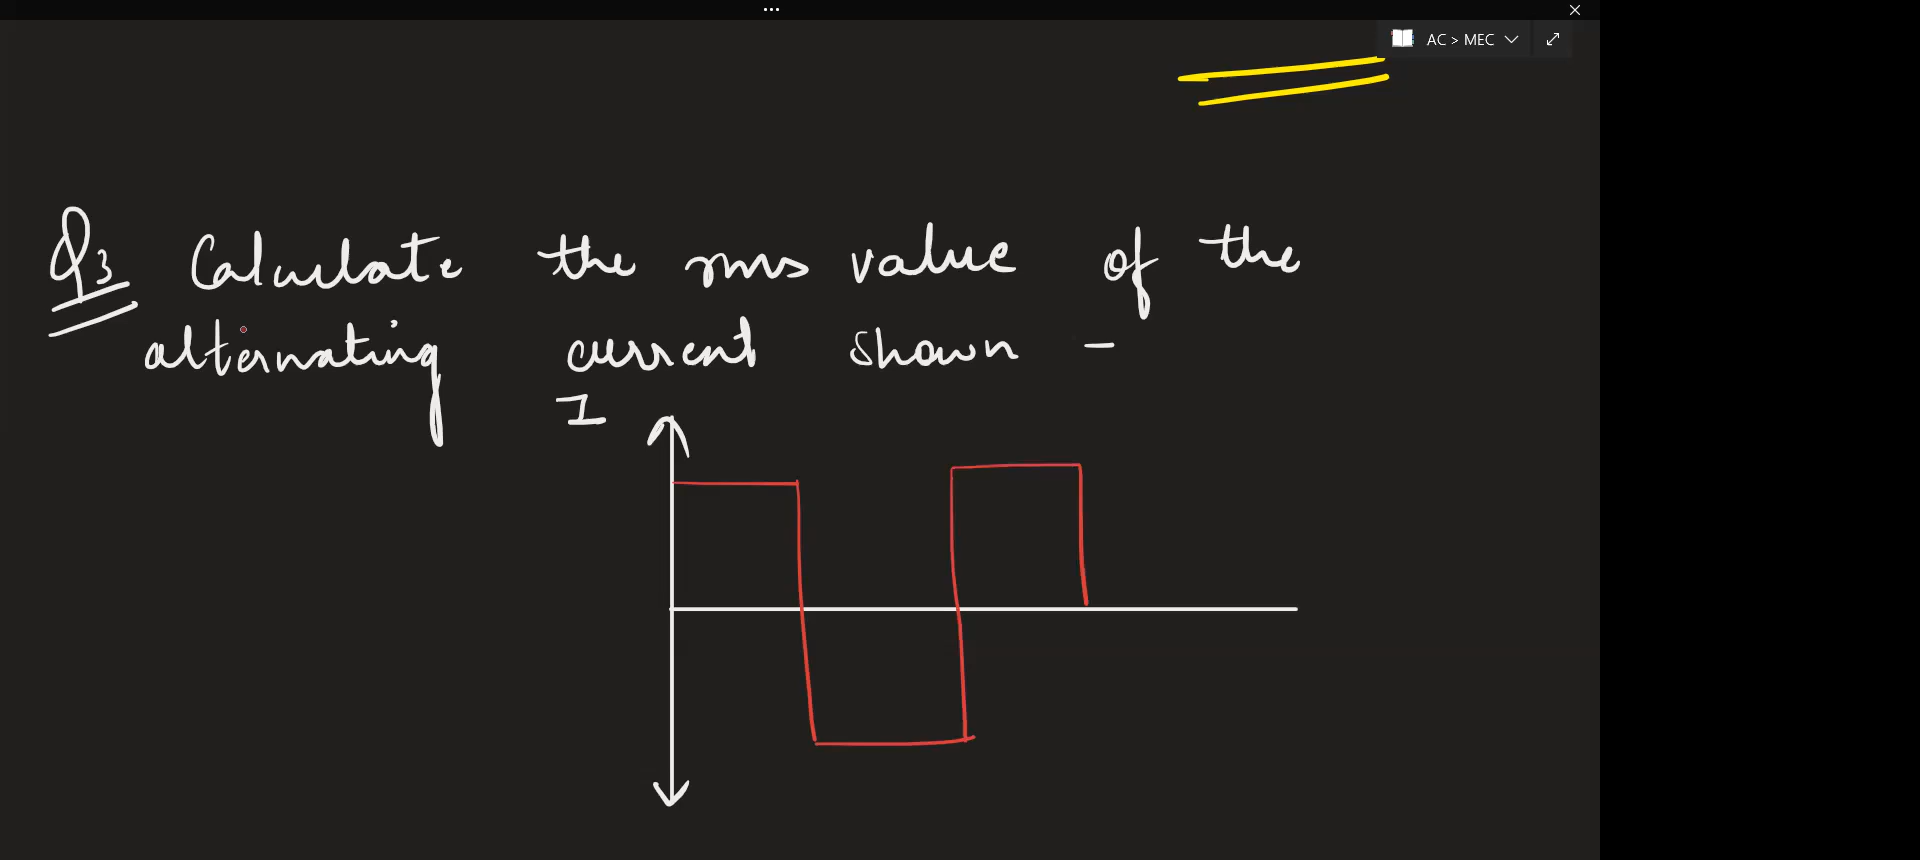 AC > MEC
Q3 Calculate the rms value of the
alternating current shown -
I